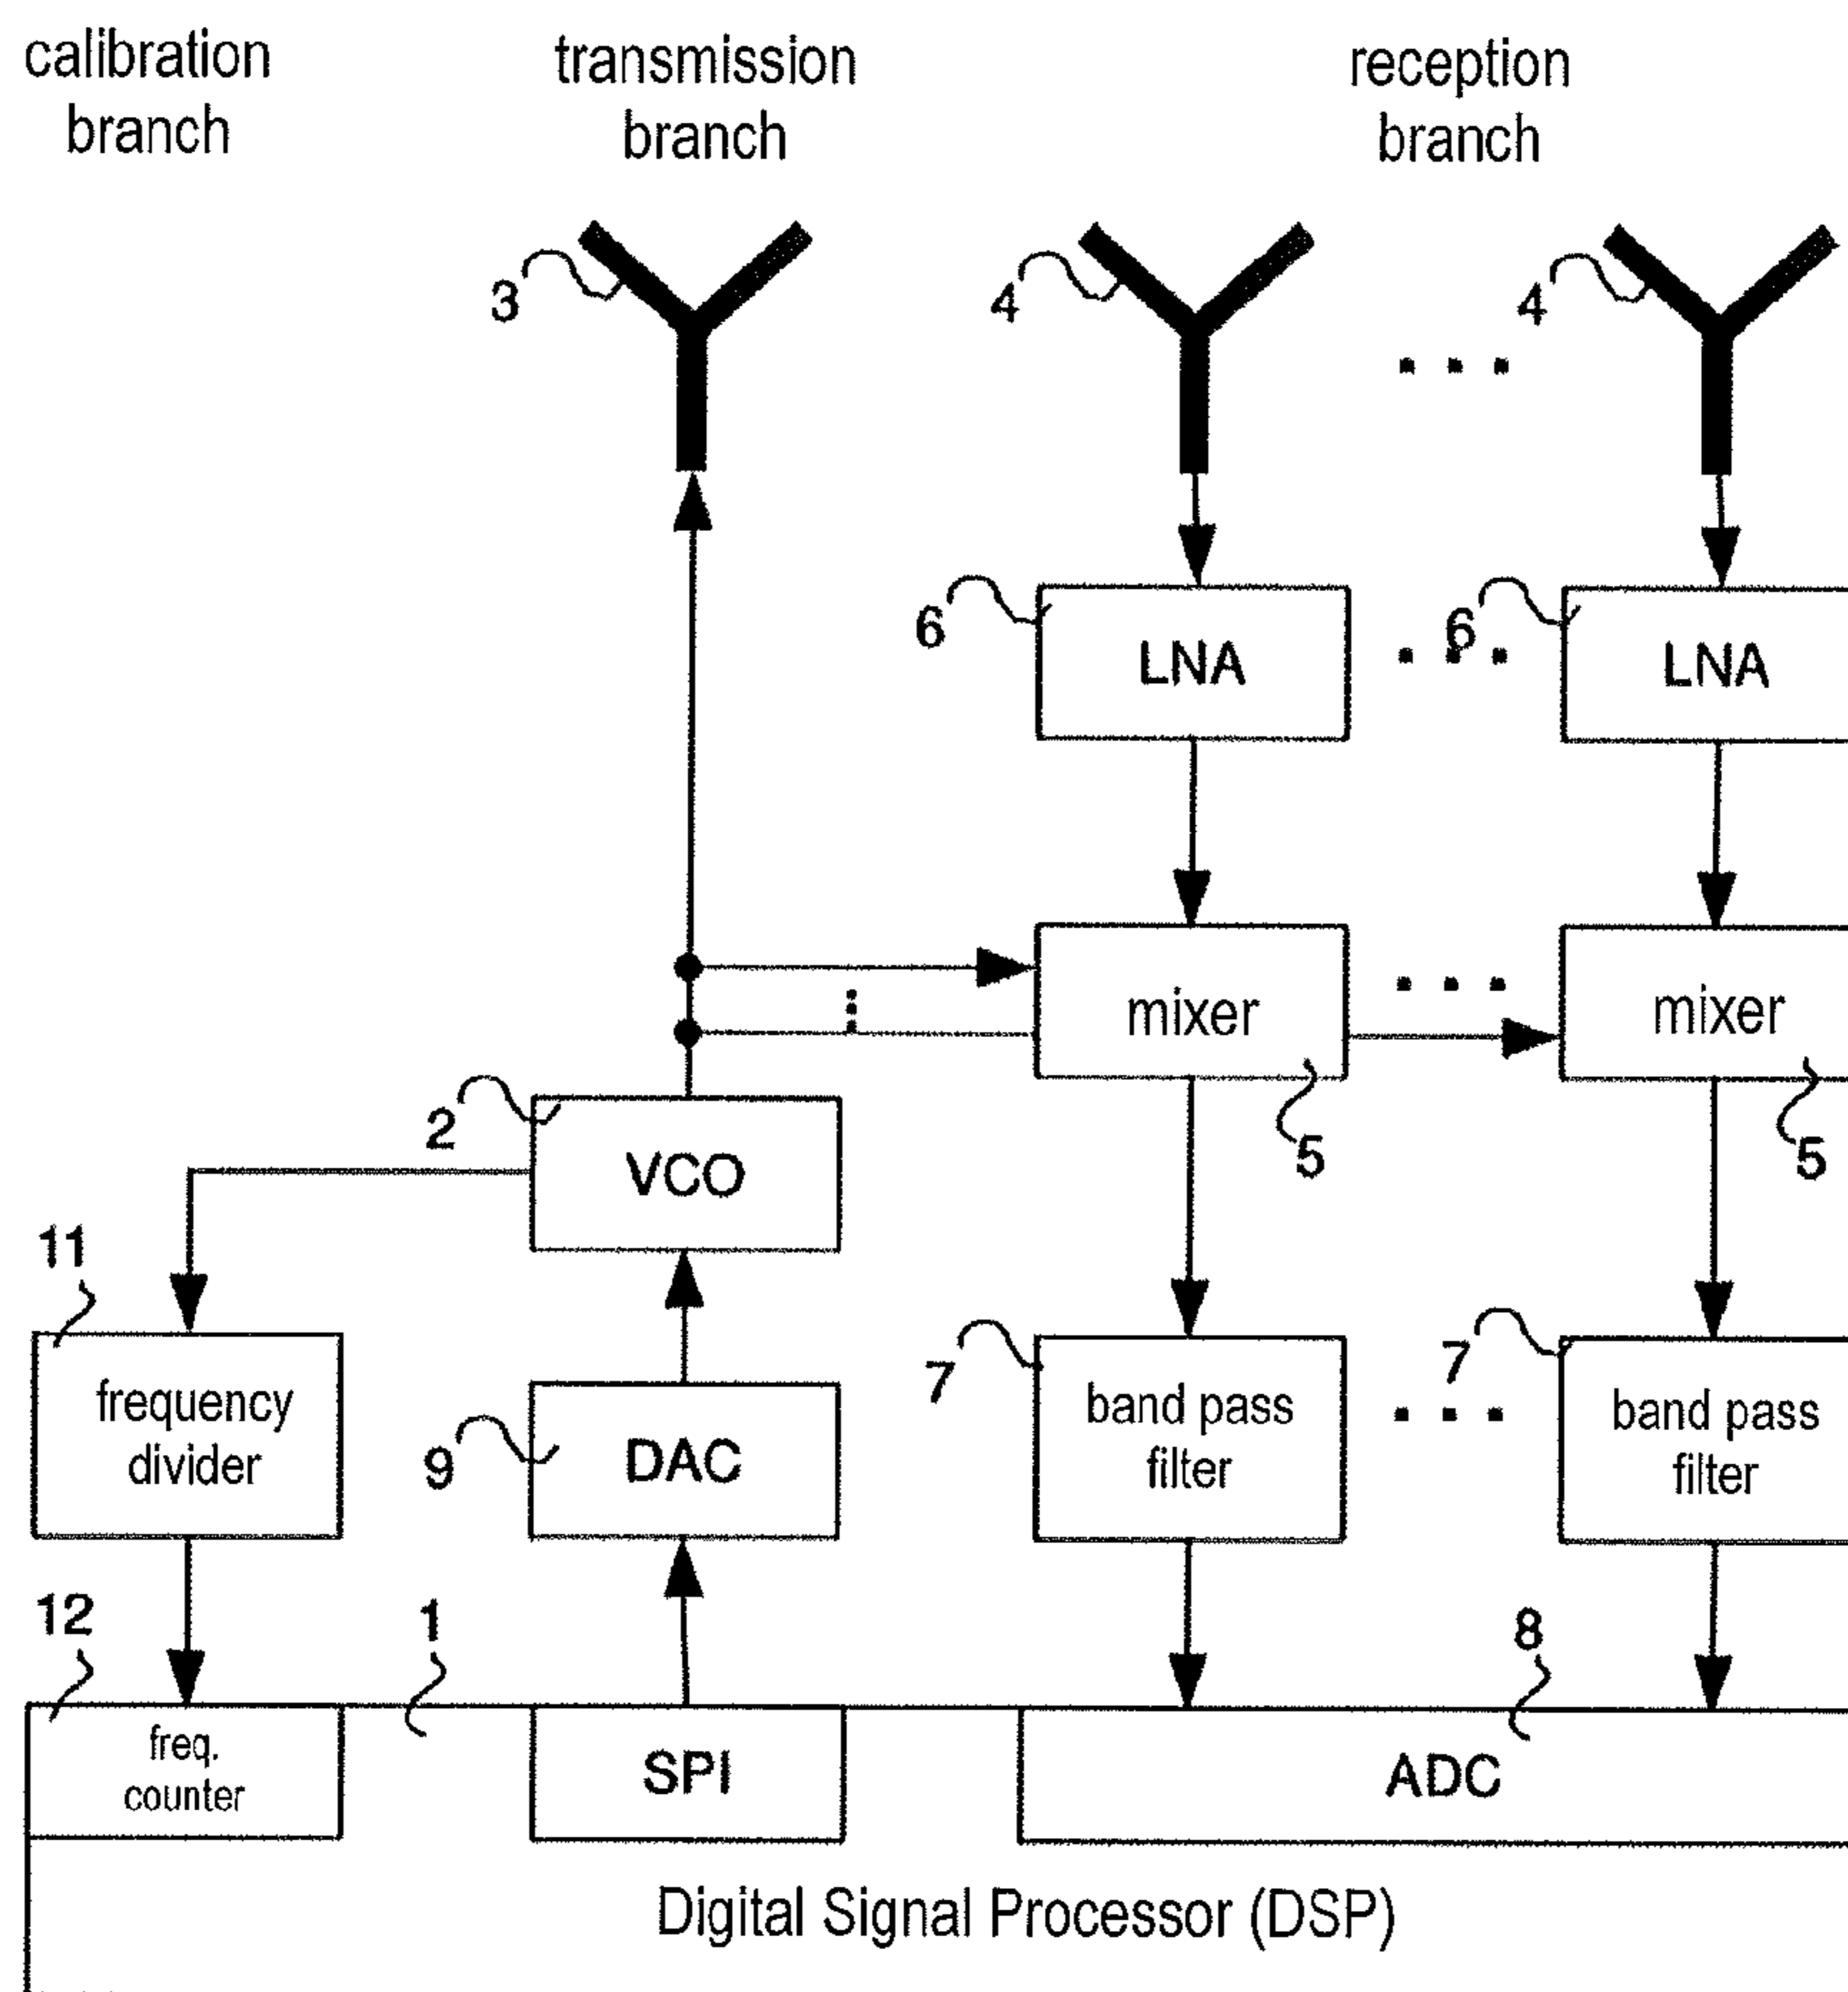 calibration
branch
transmission
branch
reception
branch
3
4
4
6
LNA
6
LNA
mixer
mixer
2
VCO
5
5
11
frequency
divider
9
DAC
7
band pass
filter
7
band pass
filter
12
1
8
freq.
counter
SPI
ADC
Digital Signal Processor (DSP)